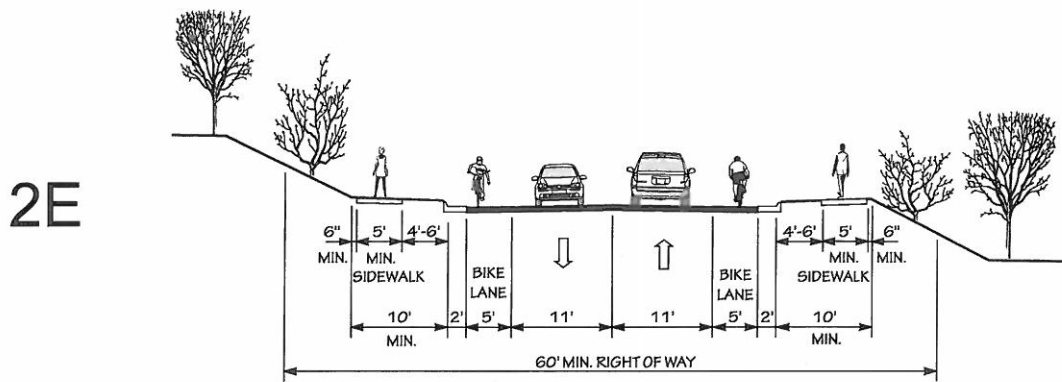 2E
6" 5' 4'-6' 4'-6' 5' 6"
MIN. MIN. BIKE BIKE MIN. MIN.
SIDEWALK LANE LANE SIDEWALK
10' 2' 5' 11' 11' 5' 2' 10'
MIN. MIN.
60' MIN. RIGHT OF WAY